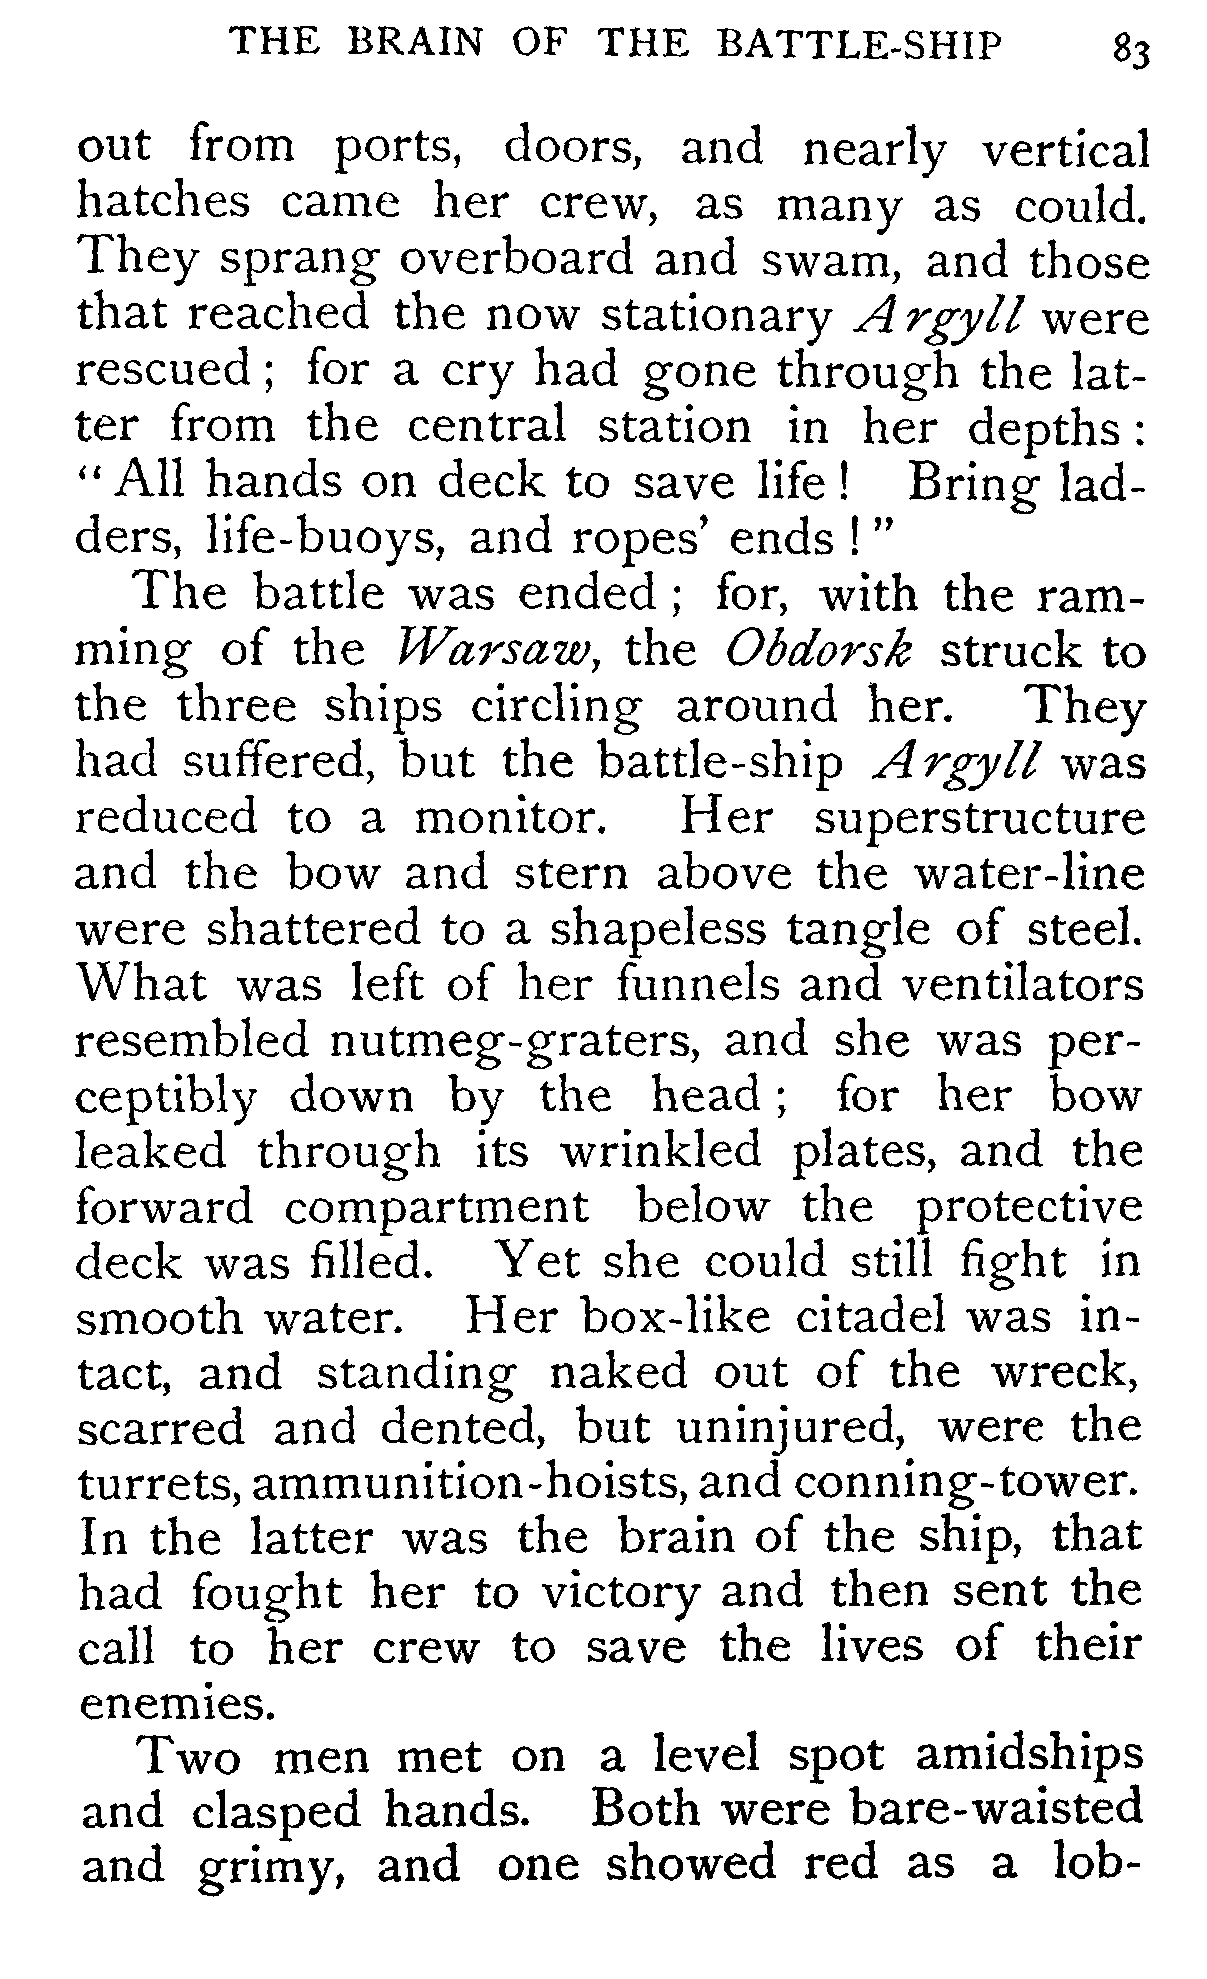 THE BRAIN OF THE BATTLE-SHIP 83
out from ports, doors, and nearly vertical
hatches came her crew, as many as could.
They sprang overboard and swam, and those
that reached the now stationary Argyll were
rescued ; for a cry had gone through the lat-
ter from the central station in her depths :
“ All hands on deck to save life ! Bring lad-
ders, life-buoys, and ropes’ ends ! ”
The battle was ended ; for, with the ram-
ming of the Warsaw, the Obdorsk struck to
the three ships circling around her. They
had suffered, but the battle-ship Argyll was
reduced to a monitor. Her superstructure
and the bow and stern above the water-line
were shattered to a shapeless tangle of steel.
What was left of her funnels and ventilators
resembled nutmeg-graters, and she was per-
ceptibly down by the head ; for her bow
leaked through its wrinkled plates, and the
forward compartment below the protective
deck was filled. Yet she could still fight in
smooth water. Her box-like citadel was in-
tact, and standing naked out of the wreck,
scarred and dented, but uninjured, were the
turrets, ammunition-hoists, and conning-tower.
In the latter was the brain of the ship, that
had fought her to victory and then sent the
call to her crew to save the lives of their
enemies.
Two men met on a level spot amidships
and clasped hands. Both were bare-waisted
and grimy, and one showed red as a lob-